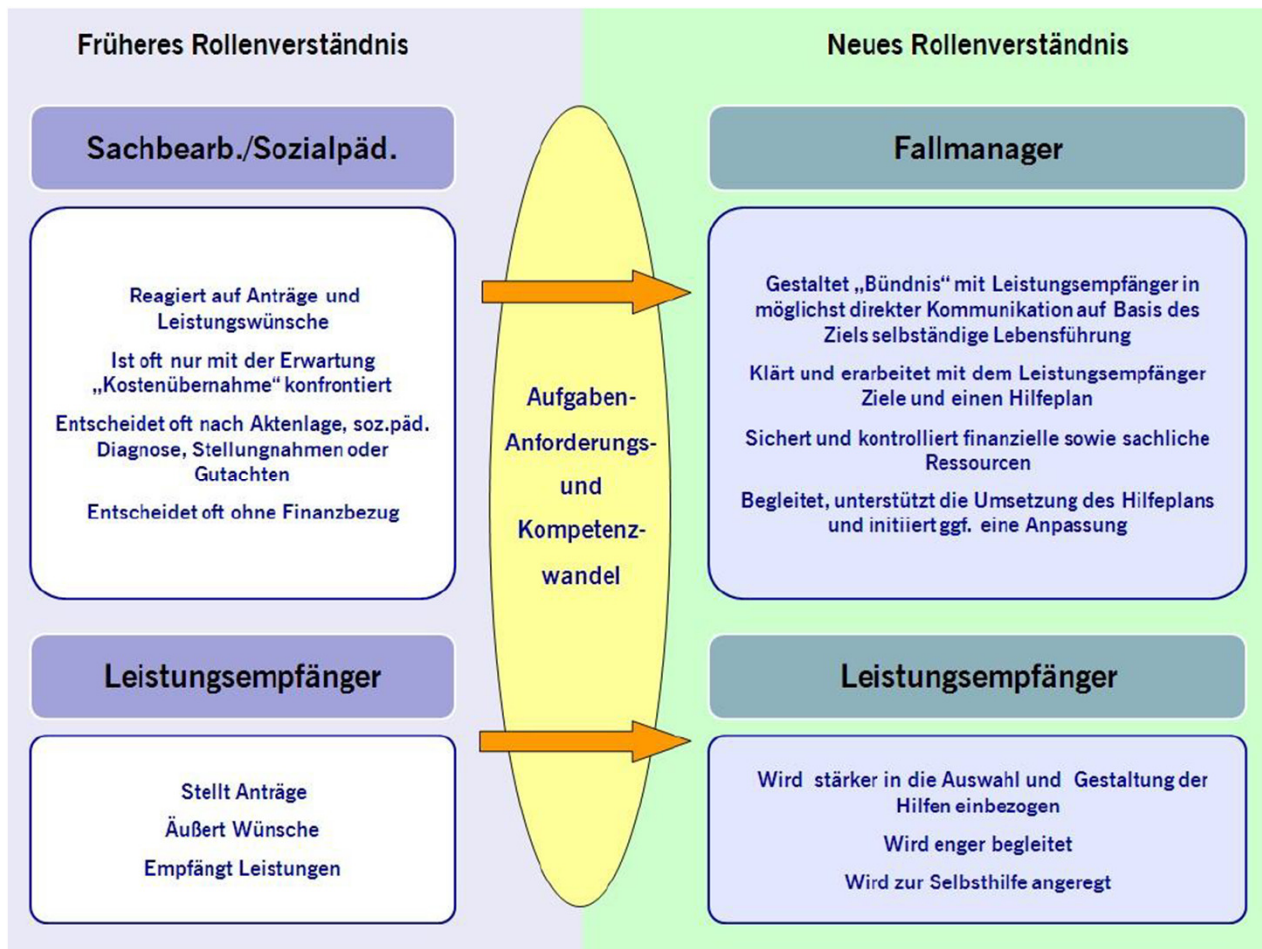 Früheres Rollenverständnis
Neues Rollenverständnis
Sachbearb./Sozialpäd.
Reagiert auf Anträge und
Leistungswünsche
Ist oft nur mit der Erwartung
„Kostenübernahme“ konfrontiert
Entscheidet oft nach Aktenlage, soz.päd.
Diagnose, Stellungnahmen oder
Gutachten
Entscheidet oft ohne Finanzbezug
Aufgaben-
Anforderungs-
und
Kompetenz-
wandel
Fallmanager
Gestaltet „Bündnis“ mit Leistungsempfänger in
möglichst direkter Kommunikation auf Basis des
Ziels selbständige Lebensführung
Klärt und erarbeitet mit dem Leistungsempfänger
Ziele und einen Hilfeplan
Sichert und kontrolliert finanzielle sowie sachliche
Ressourcen
Begleitet, unterstützt die Umsetzung des Hilfeplans
und initiiert ggf. eine Anpassung
Leistungsempfänger
Stellt Anträge
Äußert Wünsche
Empfängt Leistungen
Leistungsempfänger
Wird stärker in die Auswahl und Gestaltung der
Hilfen einbezogen
Wird enger begleitet
Wird zur Selbsthilfe angeregt